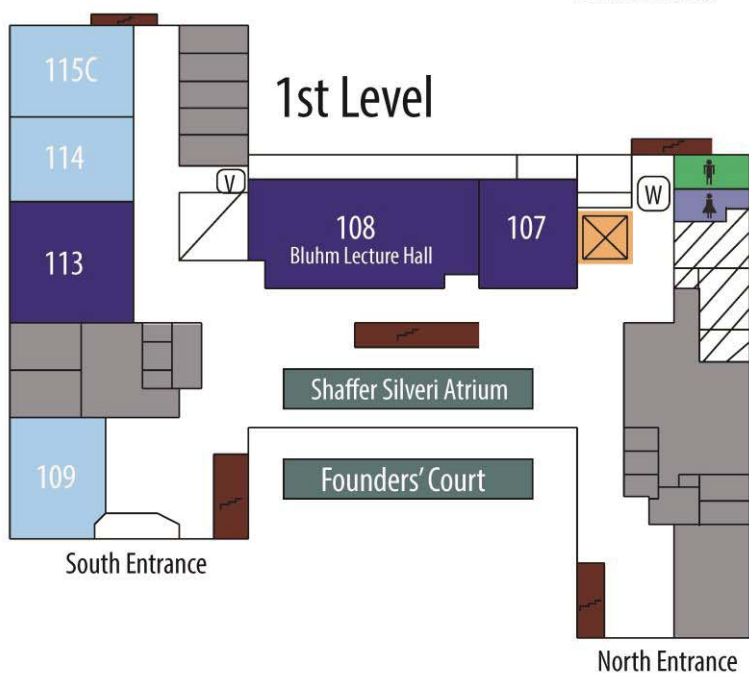 1st Level
115C
114
V
W
113
108
Bluhm Lecture Hall
107
Shaffer Silveri Atrium
109
Founders' Court
South Entrance
North Entrance